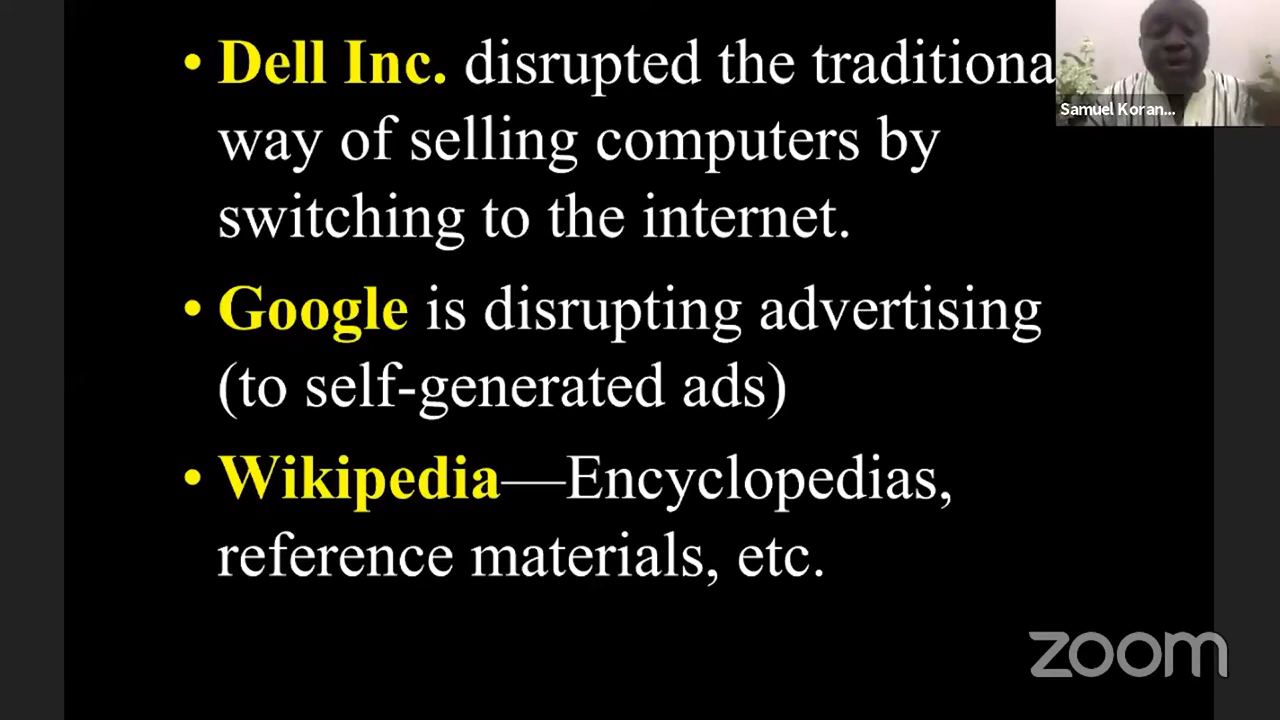 • Dell Inc. disrupted the traditiona
way of selling computers by
switching to the internet.
• Google is disrupting advertising
(to self-generated ads)
• Wikipedia—Encyclopedias,
reference materials, etc.
Samuel Koran...
zoom